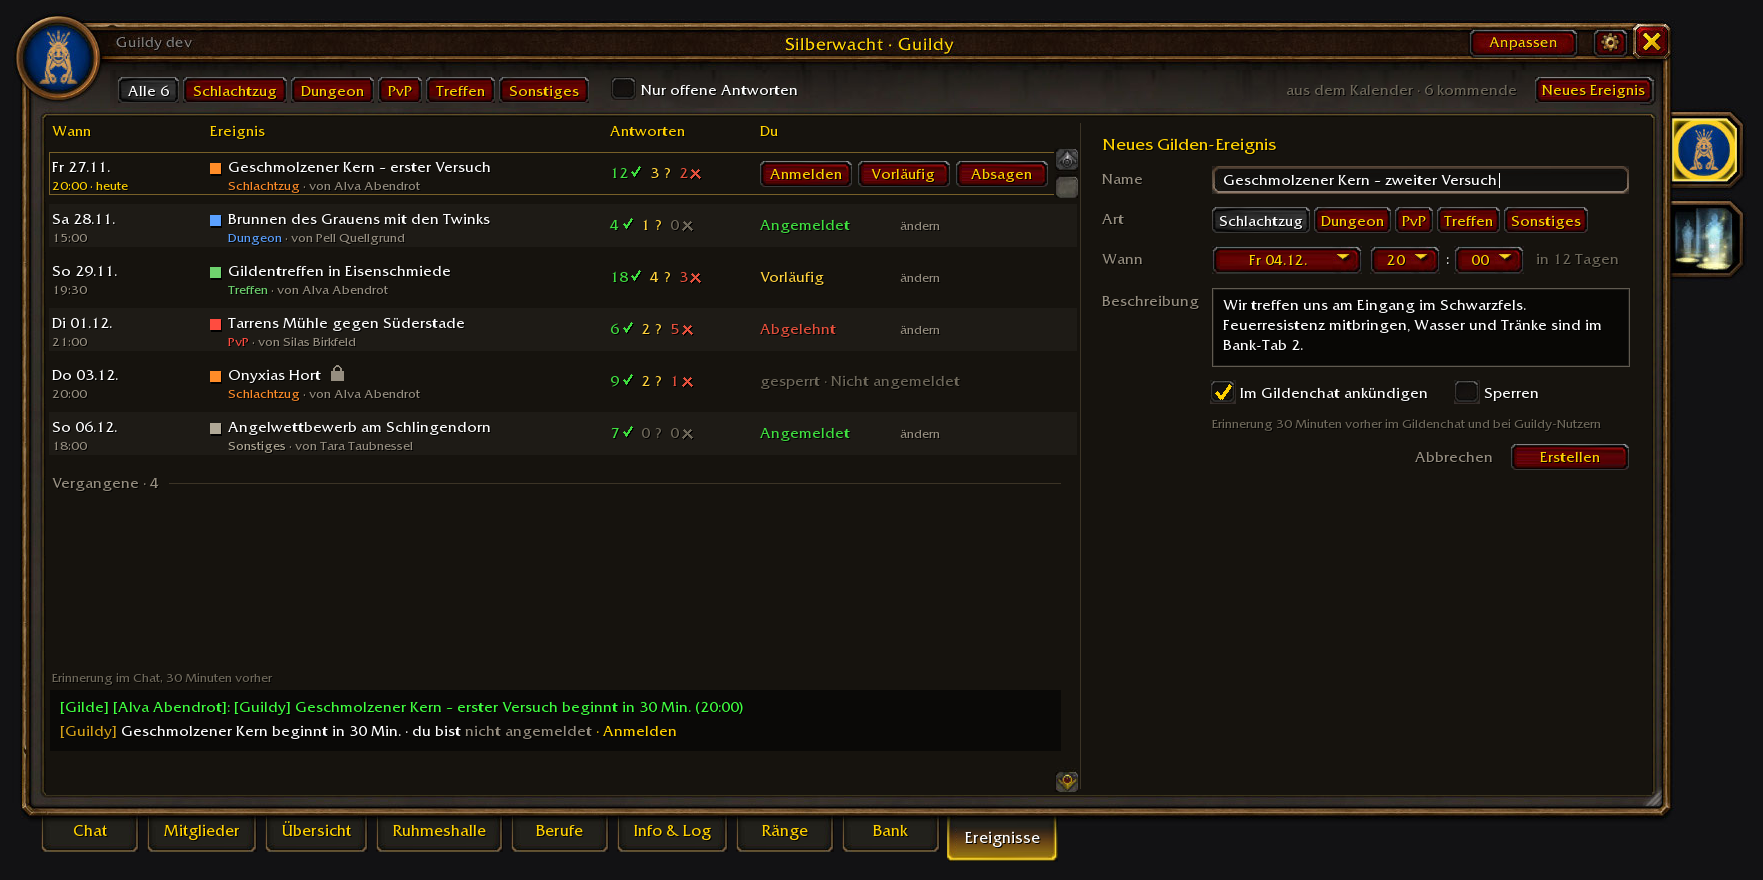 Guildy dev
Silberwacht · Guildy
Anpassen
Alle 6 Schlachtzug Dungeon PvP Treffen Sonstiges Nur offene Antworten
aus dem Kalender · 6 kommende Neues Ereignis
Wann Ereignis Antworten Du
Fr 27.11. Geschmolzener Kern – erster Versuch 12 3 ? 2 Anmelden Vorläufig Absagen
20:00 · heute Schlachtzug · von Alva Abendrot
Sa 28.11. Brunnen des Grauens mit den Twinks 4 1 ? 0 Angemeldet ändern
15:00 Dungeon · von Pell Quellgrund
So 29.11. Gildentreffen in Eisenschmiede 18 4 ? 3 Vorläufig ändern
19:30 Treffen · von Alva Abendrot
Di 01.12. Tarrens Mühle gegen Süderstade 6 2 ? 5 Abgelehnt ändern
21:00 PvP · von Silas Birkfeld
Do 03.12. Onyxias Hort 9 2 ? 1 gesperrt · Nicht angemeldet
20:00 Schlachtzug · von Alva Abendrot
So 06.12. Angelwettbewerb am Schlingendorn 7 0 ? 0 Angemeldet ändern
18:00 Sonstiges · von Tara Taubnessel
Vergangene · 4
Erinnerung im Chat, 30 Minuten vorher
[Gilde] [Alva Abendrot]: [Guildy] Geschmolzener Kern – erster Versuch beginnt in 30 Min. (20:00)
[Guildy] Geschmolzener Kern beginnt in 30 Min. · du bist nicht angemeldet · Anmelden
Neues Gilden-Ereignis
Name Geschmolzener Kern – zweiter Versuch
Art Schlachtzug Dungeon PvP Treffen Sonstiges
Wann Fr 04.12. 20 : 00 in 12 Tagen
Beschreibung Wir treffen uns am Eingang im Schwarzfels.
Feuerresistenz mitbringen, Wasser und Tränke sind im
Bank-Tab 2.
Im Gildenchat ankündigen Sperren
Erinnerung 30 Minuten vorher im Gildenchat und bei Guildy-Nutzern
Abbrechen Erstellen
Chat Mitglieder Übersicht Ruhmeshalle Berufe Info & Log Ränge Bank Ereignisse